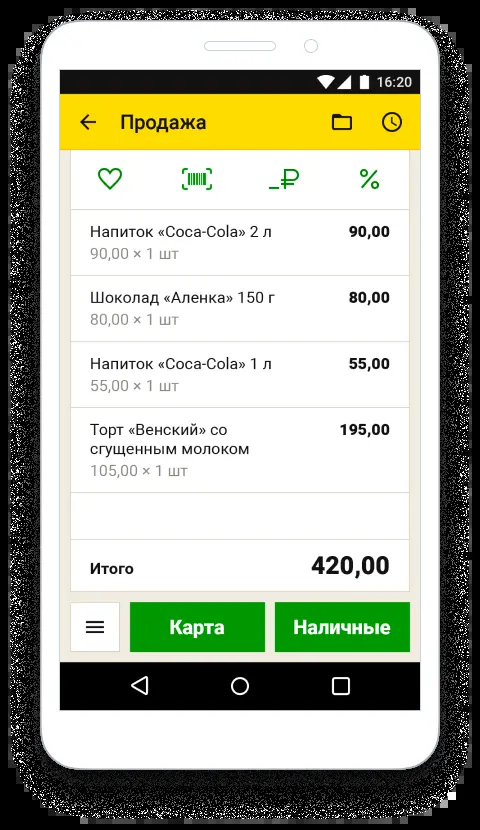 16:20
Продажа
Напиток «Coca-Cola» 2 л 90,00
90,00 × 1 шт
Шоколад «Аленка» 150 г 80,00
80,00 × 1 шт
Напиток «Coca-Cola» 1 л 55,00
55,00 × 1 шт
Торт «Венский» со 195,00
сгущенным молоком
105,00 × 1 шт
Итого 420,00
Карта Наличные